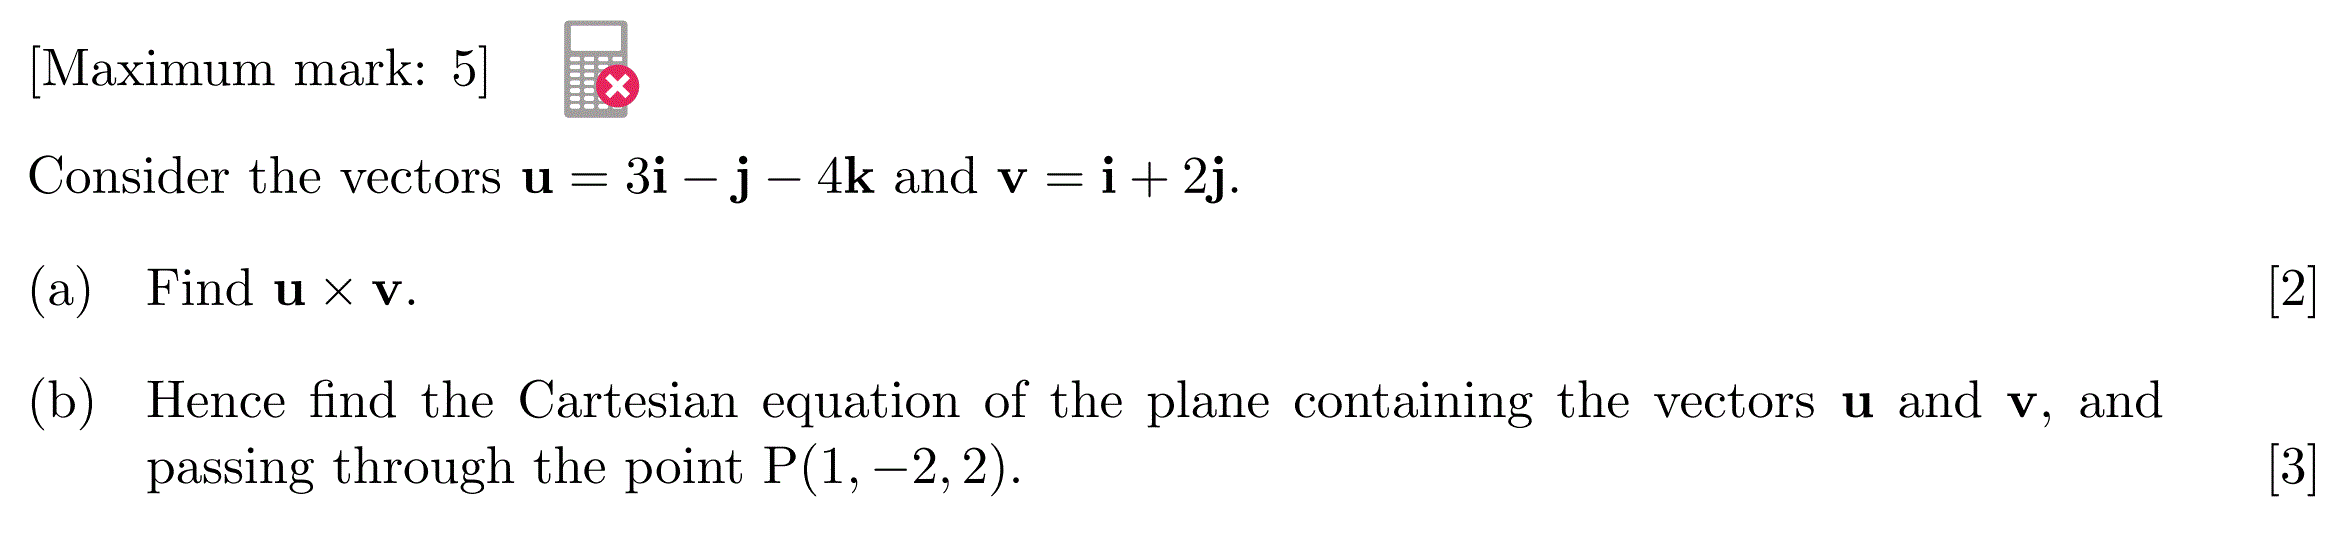 [Maximum mark: 5]
Consider the vectors u = 3i − j − 4k and v = i + 2j.
(a) Find u × v. [2]
(b) Hence find the Cartesian equation of the plane containing the vectors u and v, and
passing through the point P(1, −2, 2). [3]